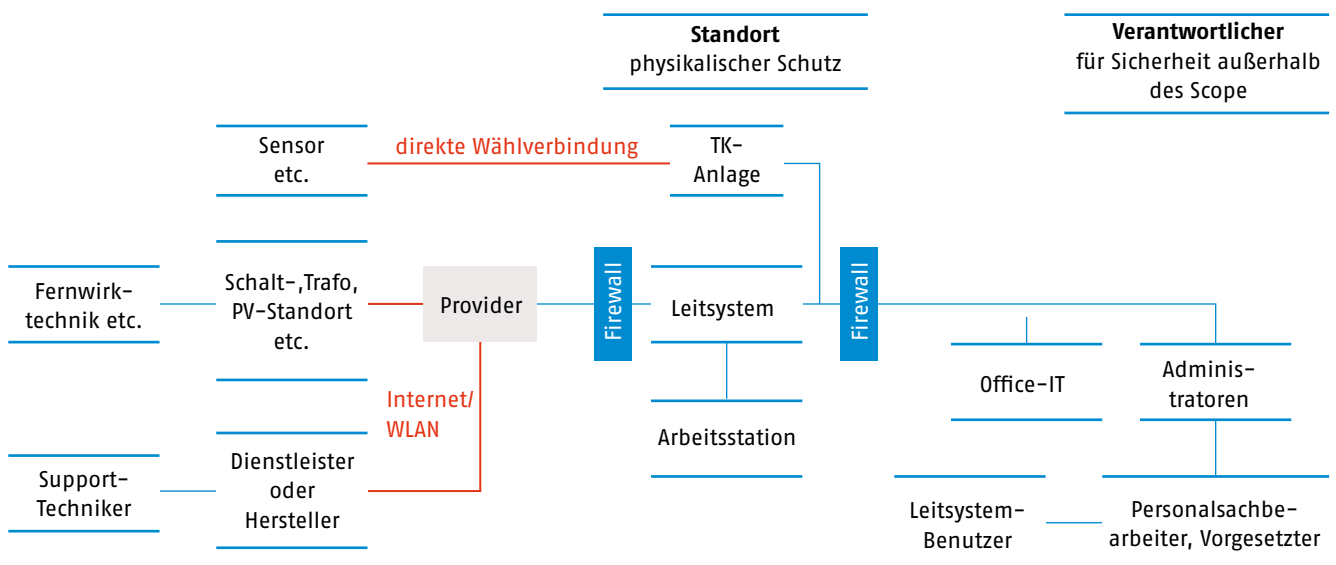 Standort
physikalischer Schutz
Verantwortlicher
für Sicherheit außerhalb
des Scope
Sensor
etc.
direkte Wählverbindung
TK-
Anlage
Fernwirk-
technik etc.
Schalt-,Trafo,
PV-Standort
etc.
Provider
Firewall
Leitsystem
Firewall
Internet/
WLAN
Arbeitsstation
Office-IT
Adminis-
tratoren
Support-
Techniker
Dienstleister
oder
Hersteller
Leitsystem-
Benutzer
Personalsachbe-
arbeiter, Vorgesetzter